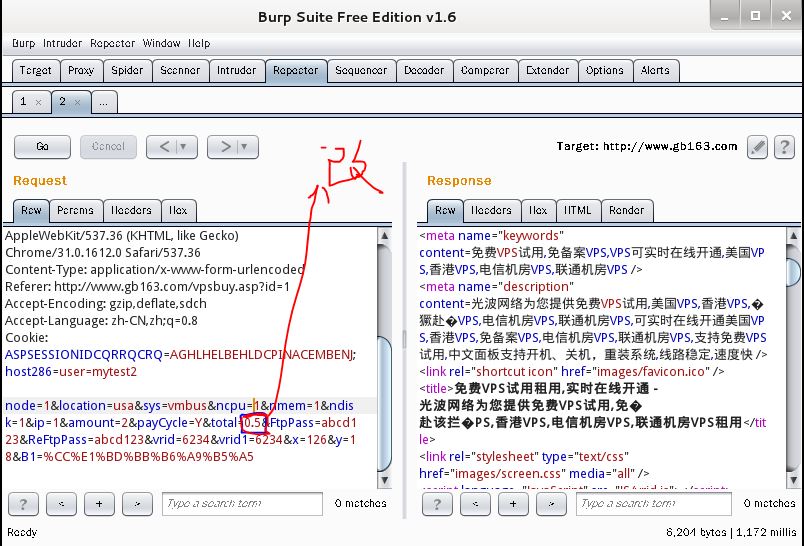 Burp Suite Free Edition v1.6
Burp Intruder Repeater Window Help
Target Proxy Spider Scanner Intruder Repeater Sequencer Decoder Comparer Extender Options Alerts
1 × 2 × ...
Go Cancel < > Target: http://www.gb163.com ?
改
Request
Raw Params Headers Hex
AppleWebKit/537.36 (KHTML, like Gecko)
Chrome/31.0.1612.0 Safari/537.36
Content-Type: application/x-www-form-urlencoded
Referer: http://www.gb163.com/vpsbuy.asp?id=1
Accept-Encoding: gzip,deflate,sdch
Accept-Language: zh-CN,zh;q=0.8
Cookie:
ASPSESSIONIDCQRRQCRQ=AGHLHELBEHLDCPINACEMBENJ;
host286=user=mytest2
node=1&location=usa&sys=vmbus&ncpu=1&nmem=1&ndis
k=1&ip=1&amount=2&payCycle=Y&total=0.5&FtpPass=abcd1
23&ReFtpPass=abcd123&vrid=6234&vrid1=6234&x=126&y=1
8&B1=%CC%E1%BD%BB%B6%A9%B5%A5
? < + > Type a search term 0 matches
Response
Raw Headers Hex HTML Render
<meta name="keywords"
content=免费VPS试用,免备案VPS,VPS可实时在线开通,美国VP
S,香港VPS,电信机房VPS,联通机房VPS />
<meta name="description"
content=光波网络为您提供免费VPS试用,美国VPS,香港VPS,�
獗赴�VPS,电信机房VPS,联通机房VPS,可实时在线开通美国VP
S,香港VPS,免备案VPS,电信机房VPS,联通机房VPS,支持免费VPS
试用,中文面板支持开机、关机，重装系统,线路稳定,速度快 />
<link rel="shortcut icon" href="images/favicon.ico" />
<title>免费VPS试用租用,实时在线开通 -
光波网络为您提供免费VPS试用,免�
赴该拦�PS,香港VPS,电信机房VPS,联通机房VPS租用</tit
le>
<link rel="stylesheet" type="text/css"
href="images/screen.css" media="all" />
? < + > Type a search term 0 matches
Ready 6,204 bytes | 1,172 millis